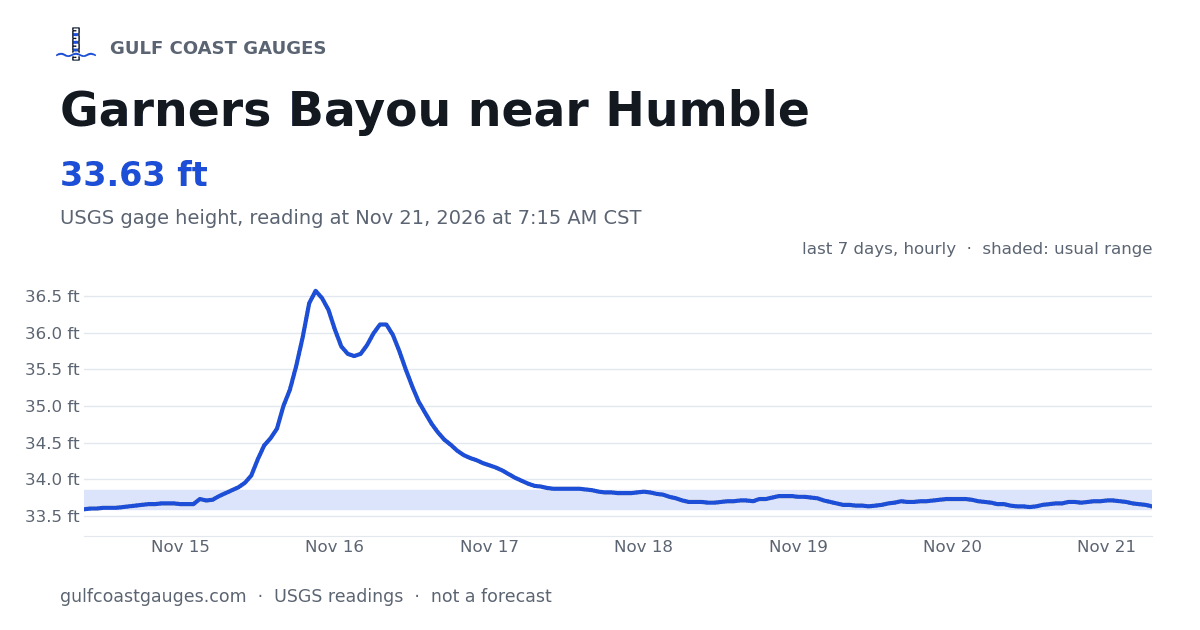 GULF COAST GAUGES
Garners Bayou near Humble
33.63 ft
USGS gage height, reading at Nov 21, 2026 at 7:15 AM CST
last 7 days, hourly · shaded: usual range
36.5 ft
36.0 ft
35.5 ft
35.0 ft
34.5 ft
34.0 ft
33.5 ft
Nov 15 Nov 16 Nov 17 Nov 18 Nov 19 Nov 20 Nov 21
gulfcoastgauges.com · USGS readings · not a forecast